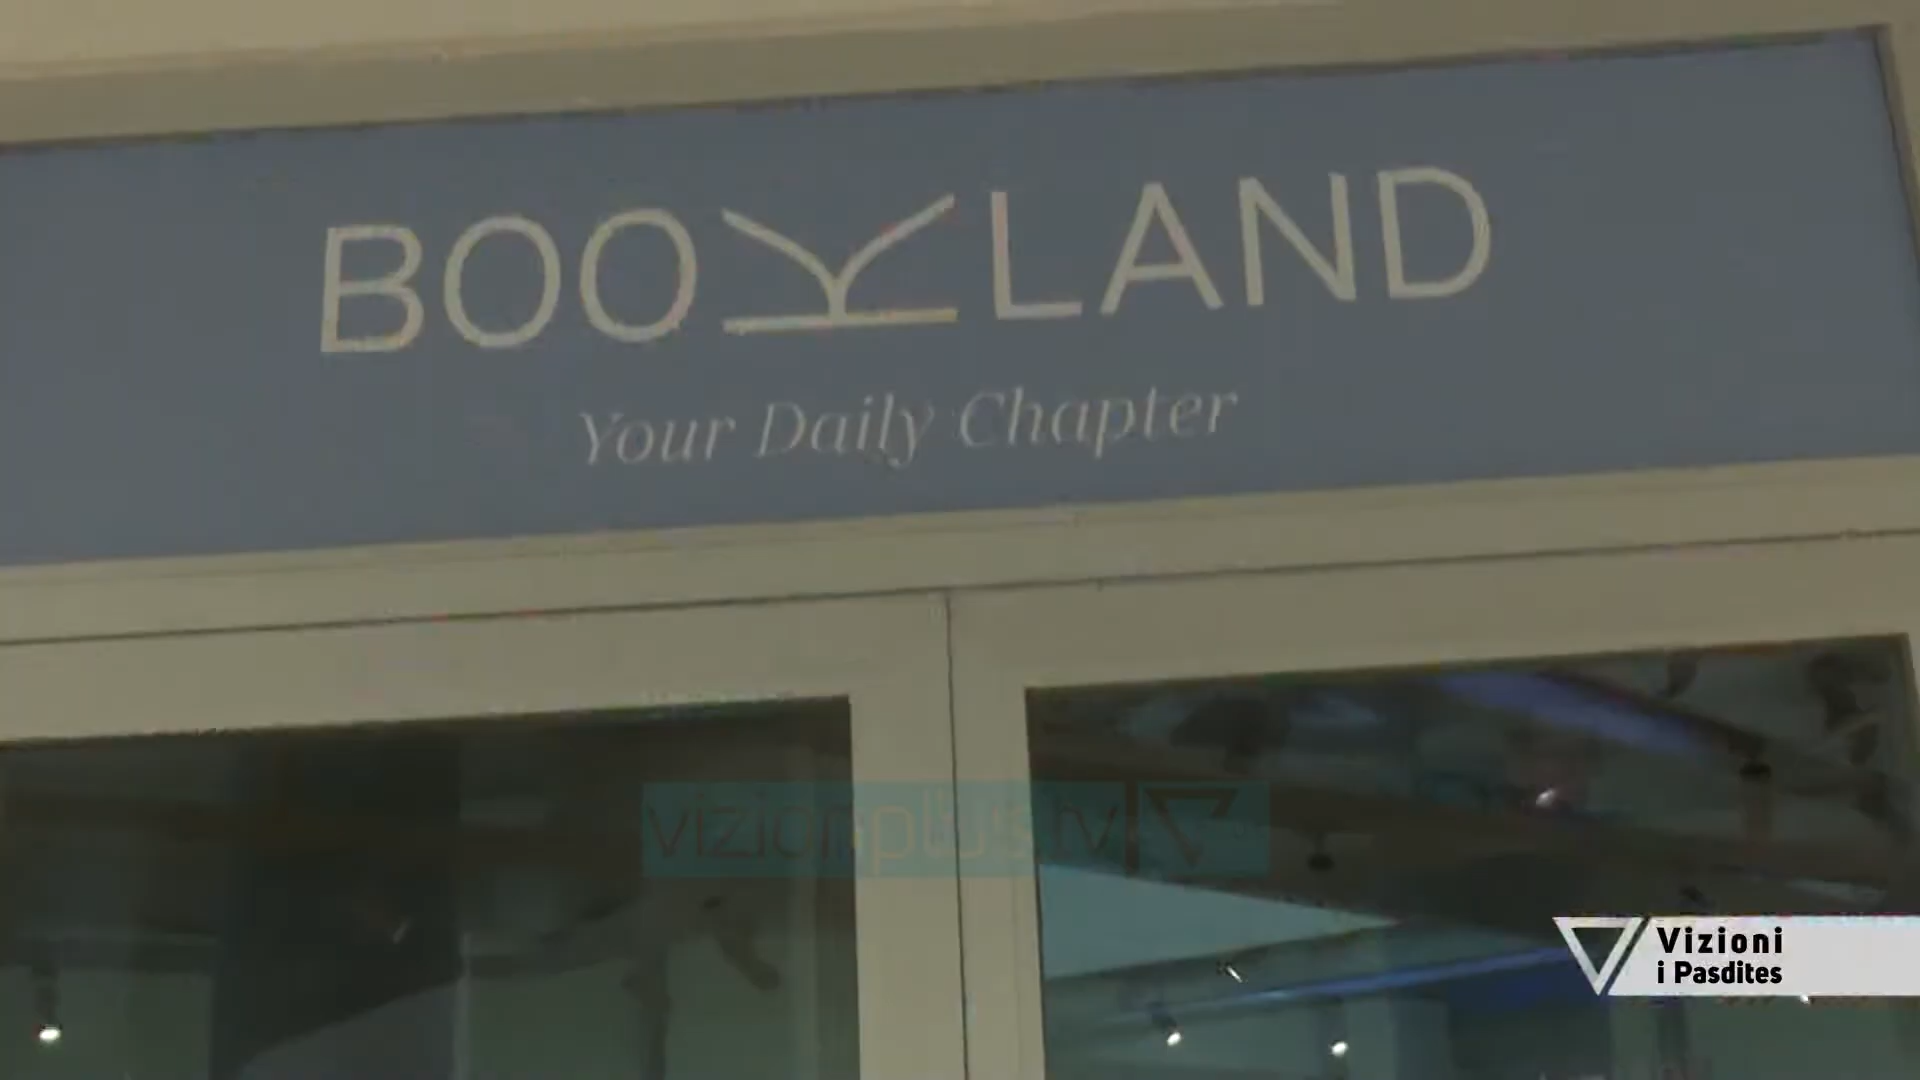 BOOKLAND
Your Daily Chapter
vizionplus.tv
Vizioni
i Pasdites